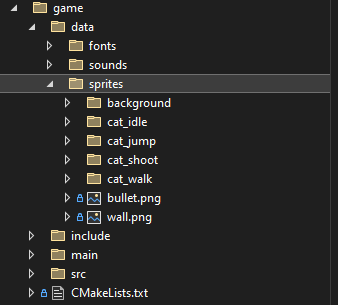 game
data
fonts
sounds
sprites
background
cat_idle
cat_jump
cat_shoot
cat_walk
bullet.png
wall.png
include
main
src
CMakeLists.txt